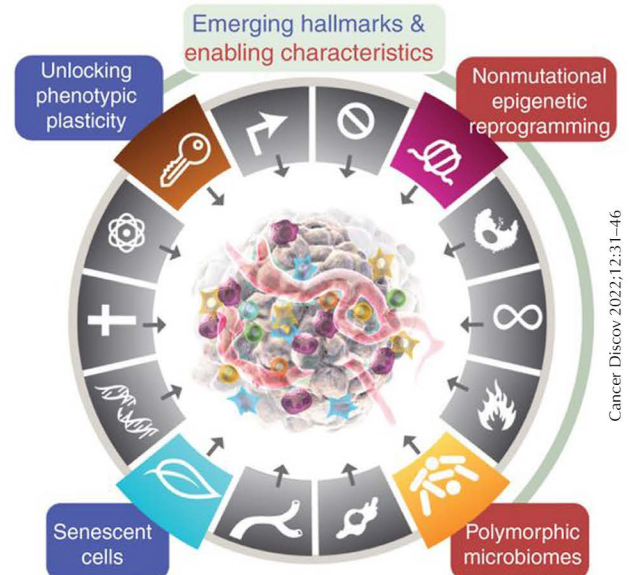 Emerging hallmarks &
enabling characteristics
Unlocking
phenotypic
plasticity
Nonmutational
epigenetic
reprogramming
Cancer Discov 2022;12:31–46
Senescent
cells
Polymorphic
microbiomes